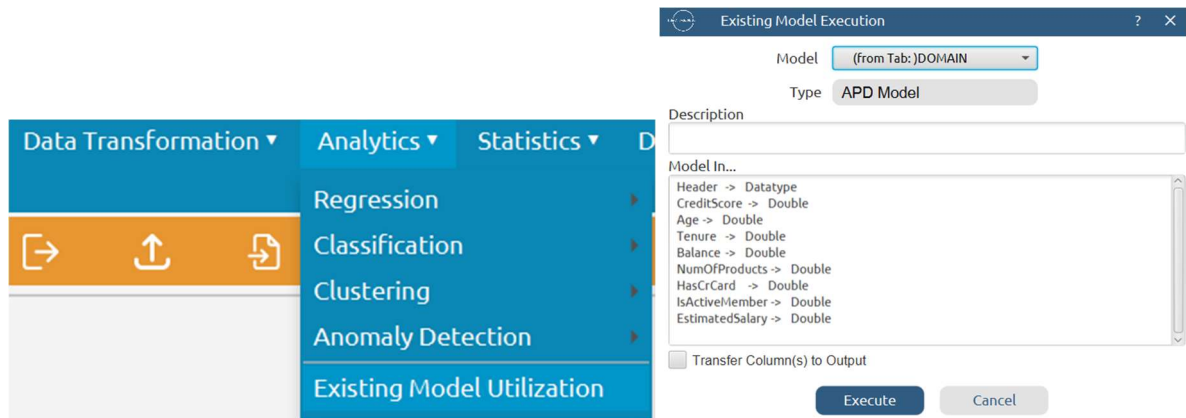 Data Transformation ▾ Analytics ▾ Statistics ▾ D
Regression
Classification
Clustering
Anomaly Detection
Existing Model Utilization
Existing Model Execution ? ✕
Model (from Tab: )DOMAIN
Type APD Model
Description
Model In...
Header -> Datatype
CreditScore -> Double
Age -> Double
Tenure -> Double
Balance -> Double
NumOfProducts -> Double
HasCrCard -> Double
IsActiveMember -> Double
EstimatedSalary -> Double
Transfer Column(s) to Output
Execute Cancel